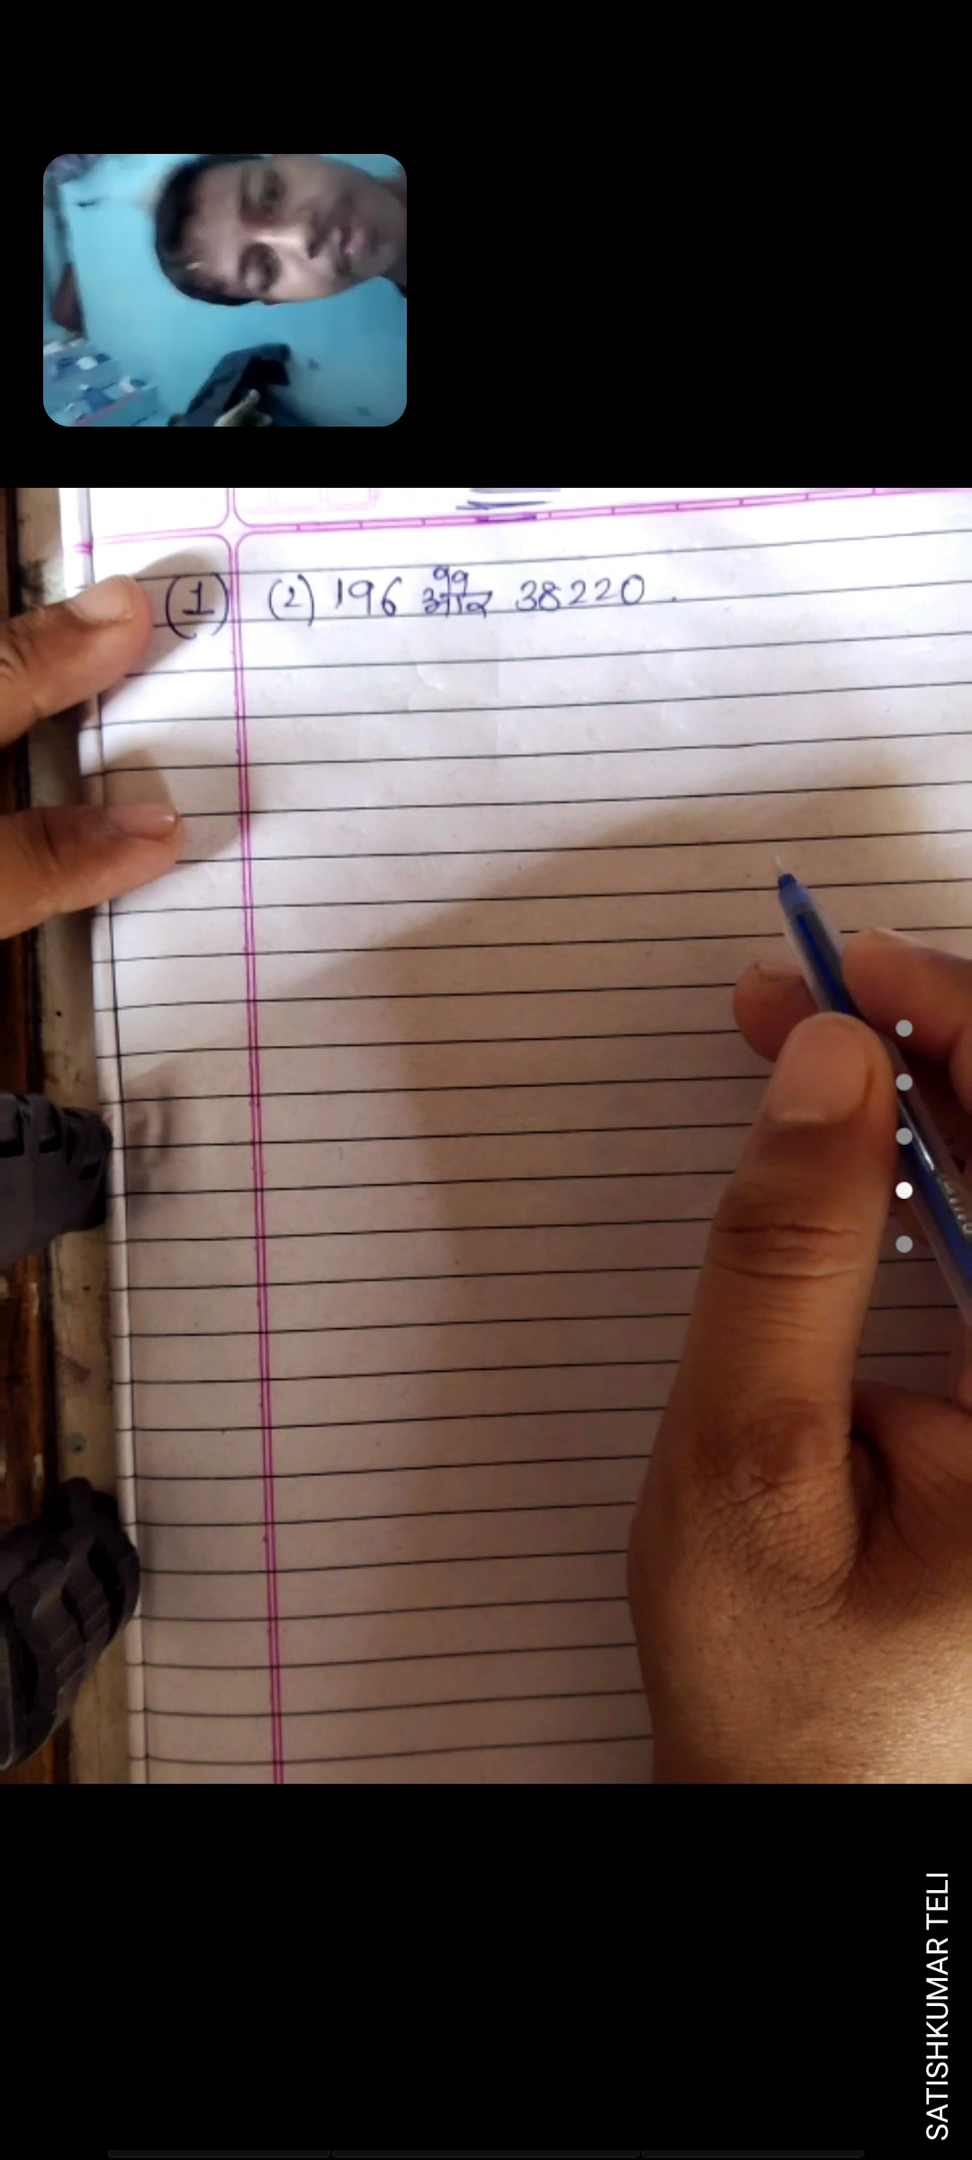 (1) (2) 196 और 38220 .
SATISHKUMAR TELI